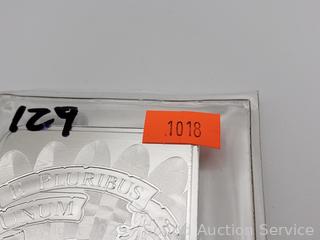 129
.1018
E PLURIBUS
UNUM
Auction Service